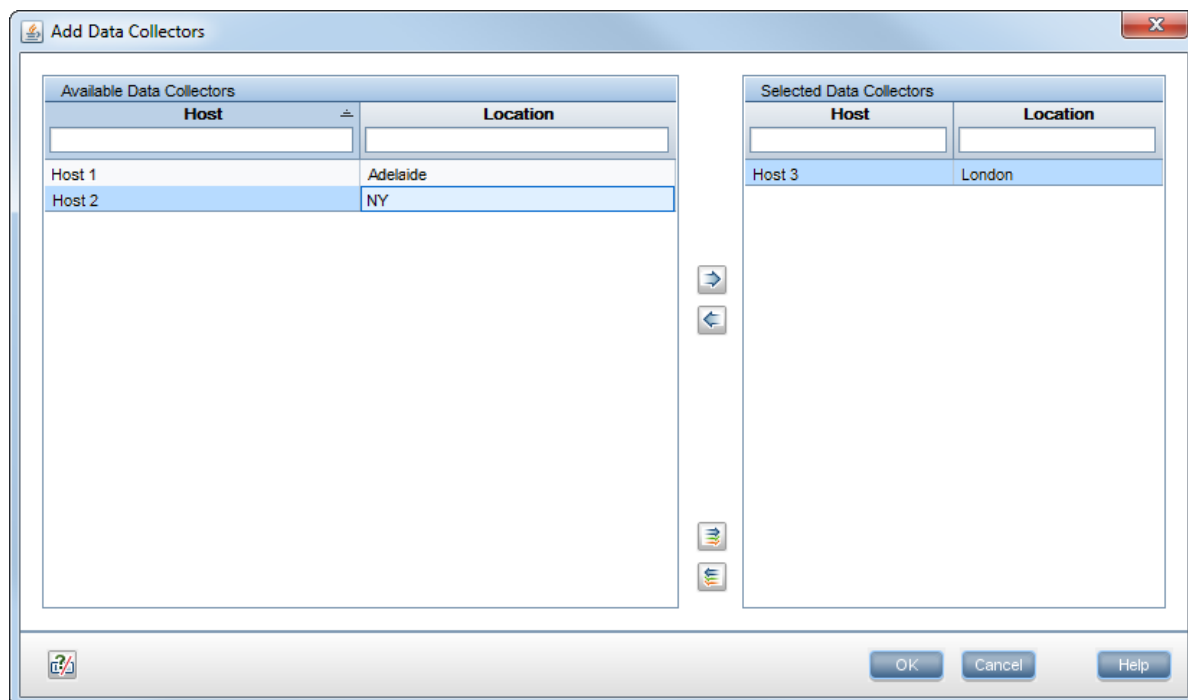 Add Data Collectors
Available Data Collectors
Host Location
Host 1 Adelaide
Host 2 NY
Selected Data Collectors
Host Location
Host 3 London
OK Cancel Help